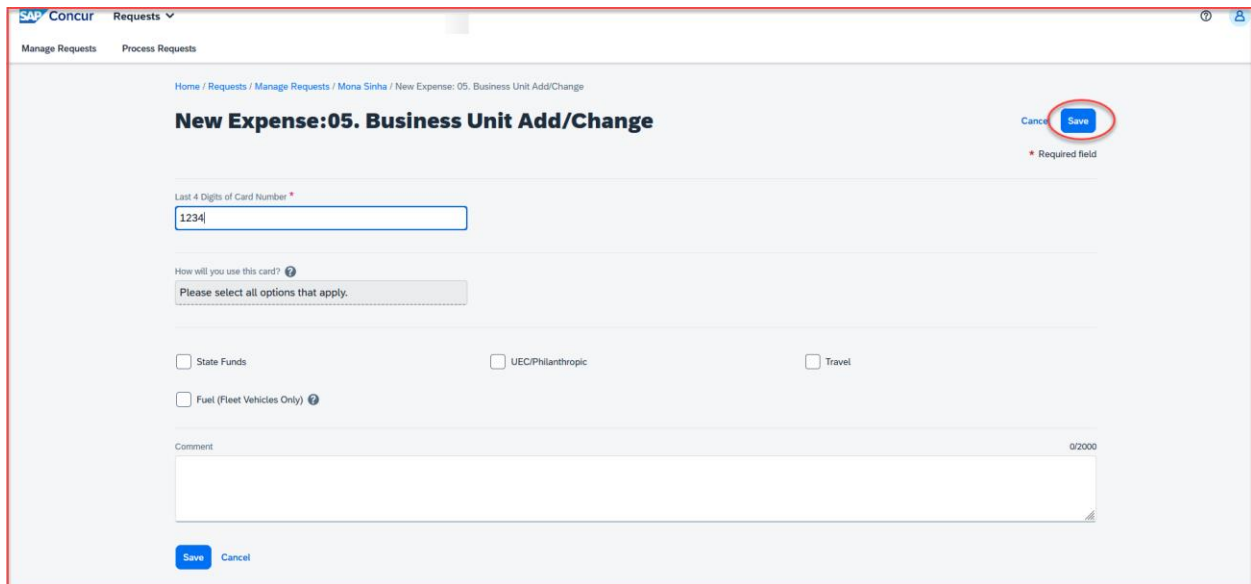 SAP Concur Requests
Manage Requests Process Requests
Home / Requests / Manage Requests / Mona Sinha / New Expense: 05. Business Unit Add/Change
New Expense:05. Business Unit Add/Change
Cance Save
* Required field
Last 4 Digits of Card Number *
1234
How will you use this card? ?
Please select all options that apply.
State Funds UEC/Philanthropic Travel
Fuel (Fleet Vehicles Only) ?
Comment 0/2000
Save Cancel